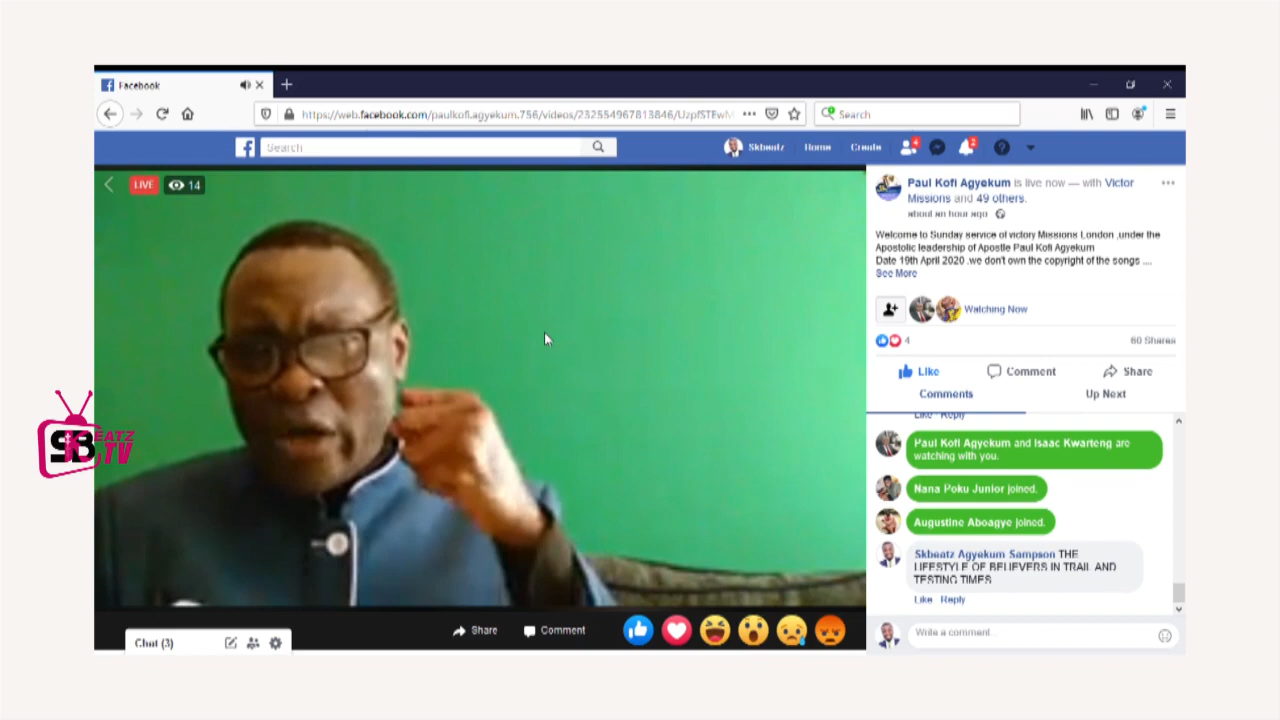 Facebook
https://web.facebook.com/paulkofi.agyekum.756/videos/232554967813846/UzpfSTEwM
Search
Search
Skbeatz
Home
Create
4
2
LIVE
14
Paul Kofi Agyekum is live now — with Victor
Missions and 49 others.
about an hour ago
Welcome to Sunday service of victory Missions London ,under the
Apostolic leadership of Apostle Paul Kofi Agyekum
Date 19th April 2020 .we don't own the copyright of the songs ....
See More
Watching Now
4
60 Shares
Like
Comment
Share
Comments
Up Next
Like Reply
Paul Kofi Agyekum and Isaac Kwarteng are
watching with you.
Nana Poku Junior joined.
Augustine Aboagye joined.
Skbeatz Agyekum Sampson THE
LIFESTYLE OF BELIEVERS IN TRAIL AND
TESTING TIMES
Like Reply
Write a comment...
Share
Comment
Chat (3)
SKBEATZ
TV